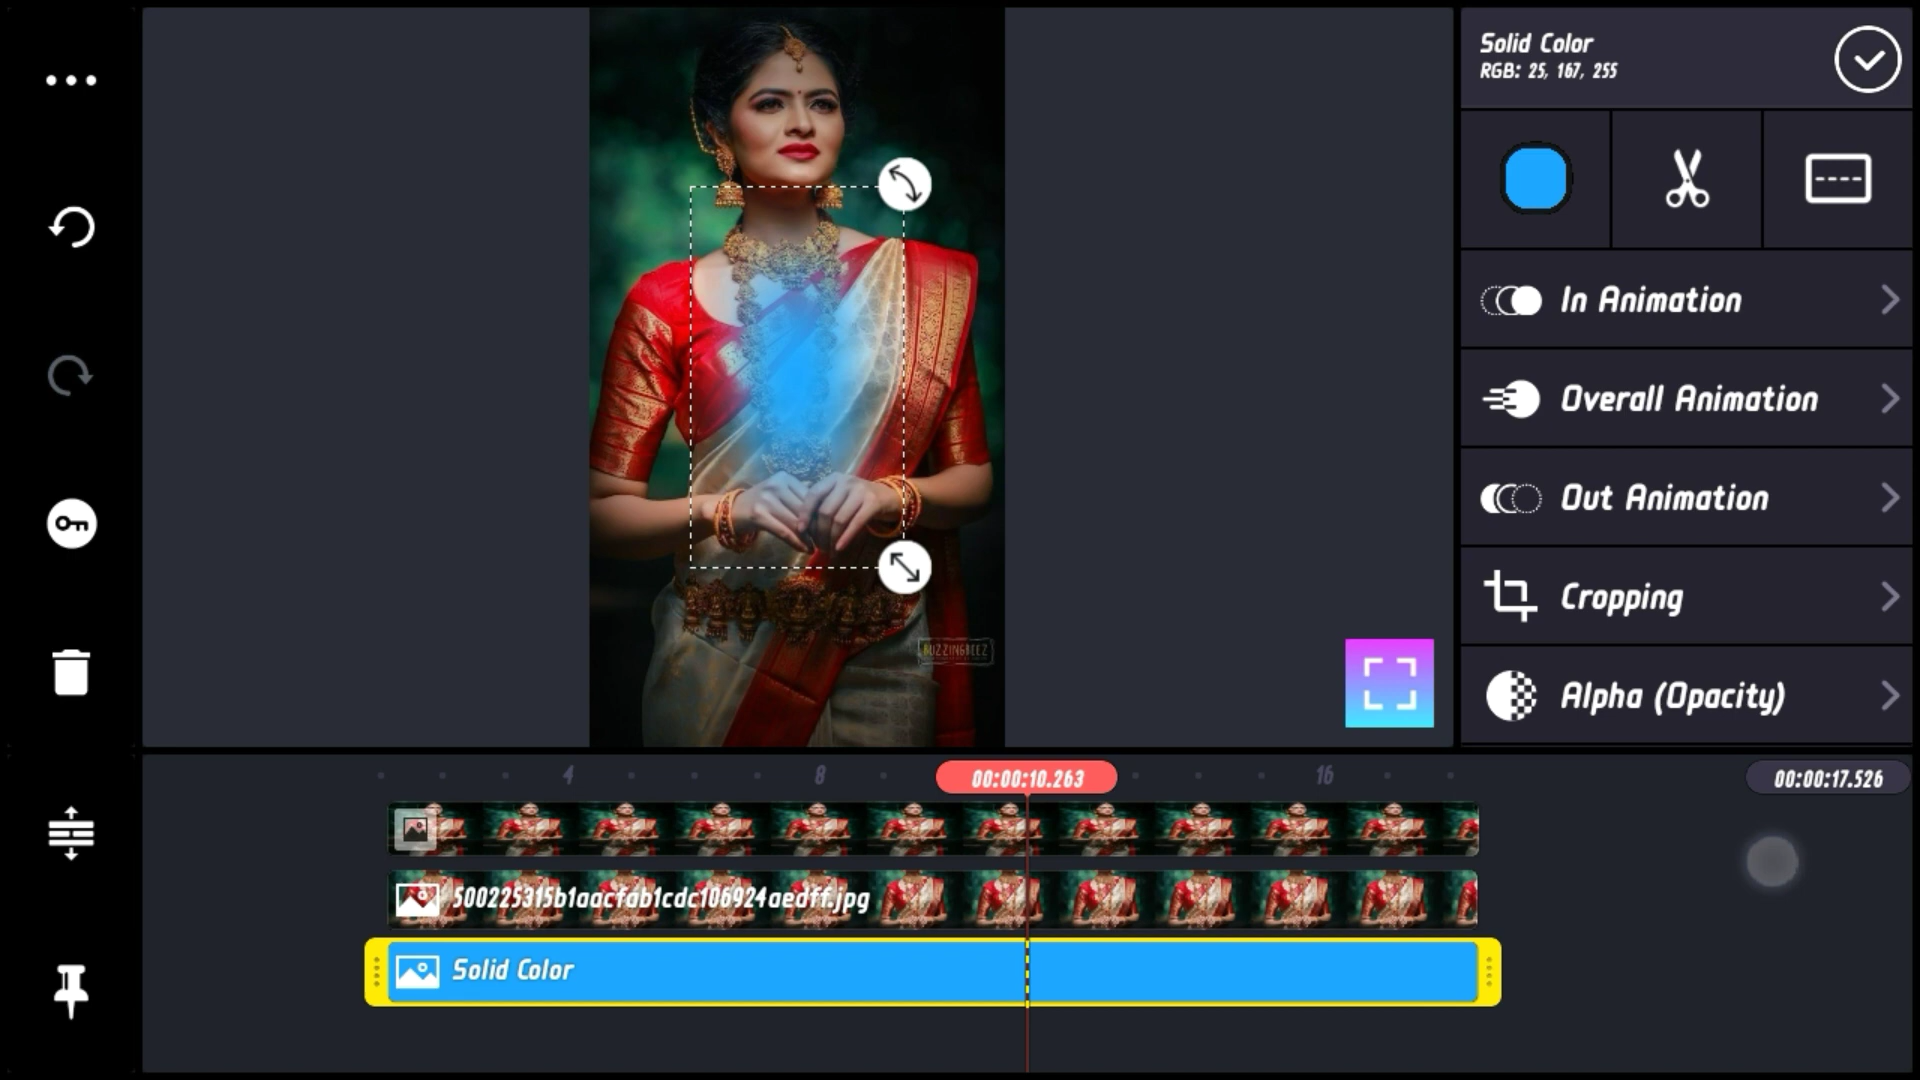 Solid Color
RGB: 25, 167, 255
In Animation
Overall Animation
Out Animation
Cropping
Alpha (Opacity)
BUZZINGBEEZ
4
8
00:00:10.263
16
00:00:17.526
500225315b1aacfab1cdc106924aedff.jpg
Solid Color